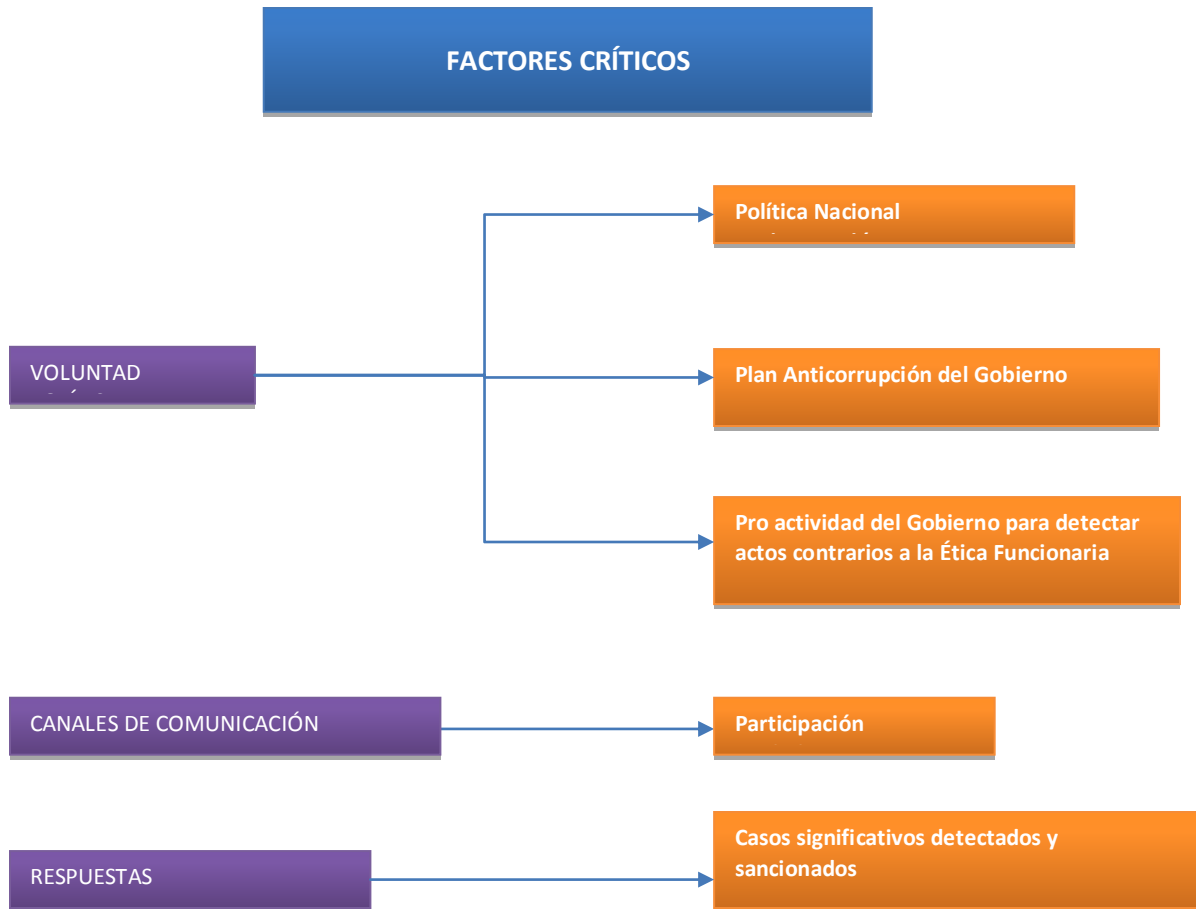 FACTORES CRÍTICOS
Política Nacional
VOLUNTAD
Plan Anticorrupción del Gobierno
Pro actividad del Gobierno para detectar
actos contrarios a la Ética Funcionaria
CANALES DE COMUNICACIÓN
Participación
RESPUESTAS
Casos significativos detectados y
sancionados